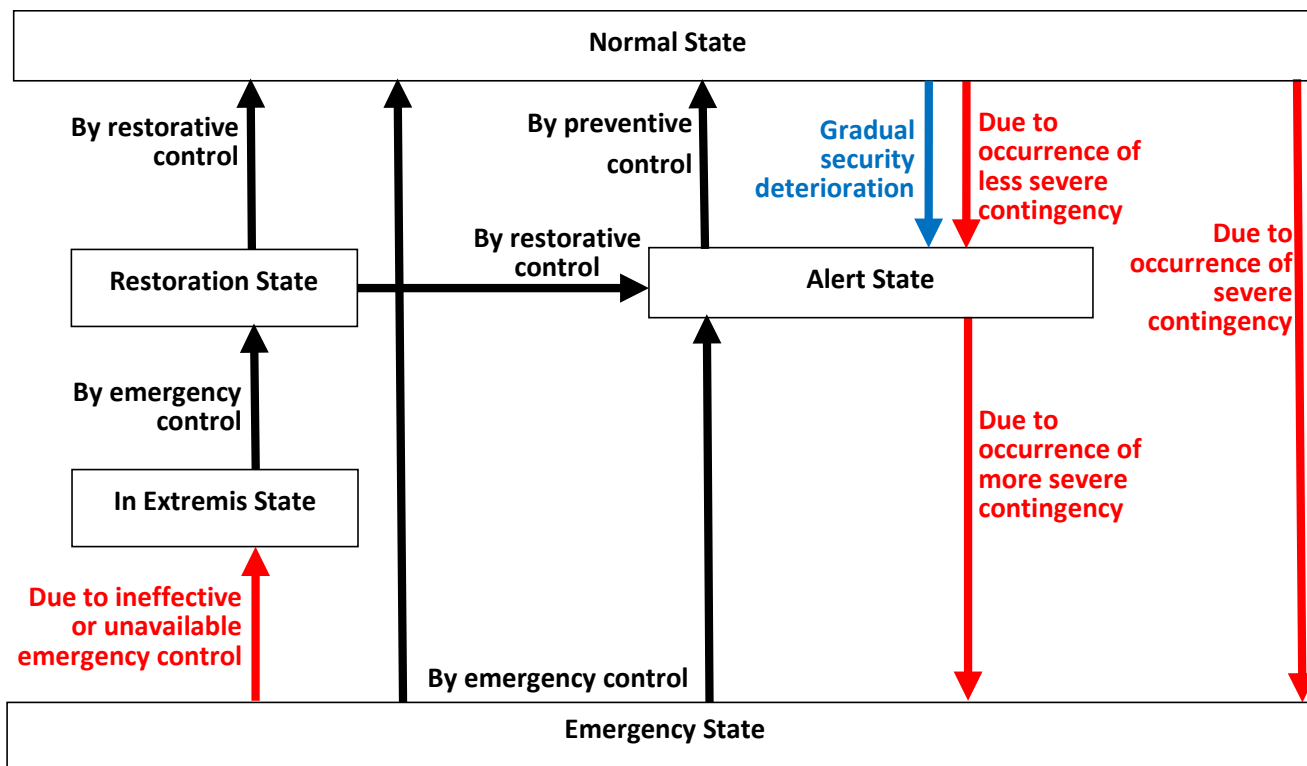 Normal State
By restorative
control
By preventive
control
Gradual
security
deterioration
Due to
occurrence of
less severe
contingency
Due to
occurrence of
severe
contingency
By restorative
control
Restoration State
Alert State
By emergency
control
Due to
occurrence of
more severe
contingency
In Extremis State
Due to ineffective
or unavailable
emergency control
By emergency control
Emergency State